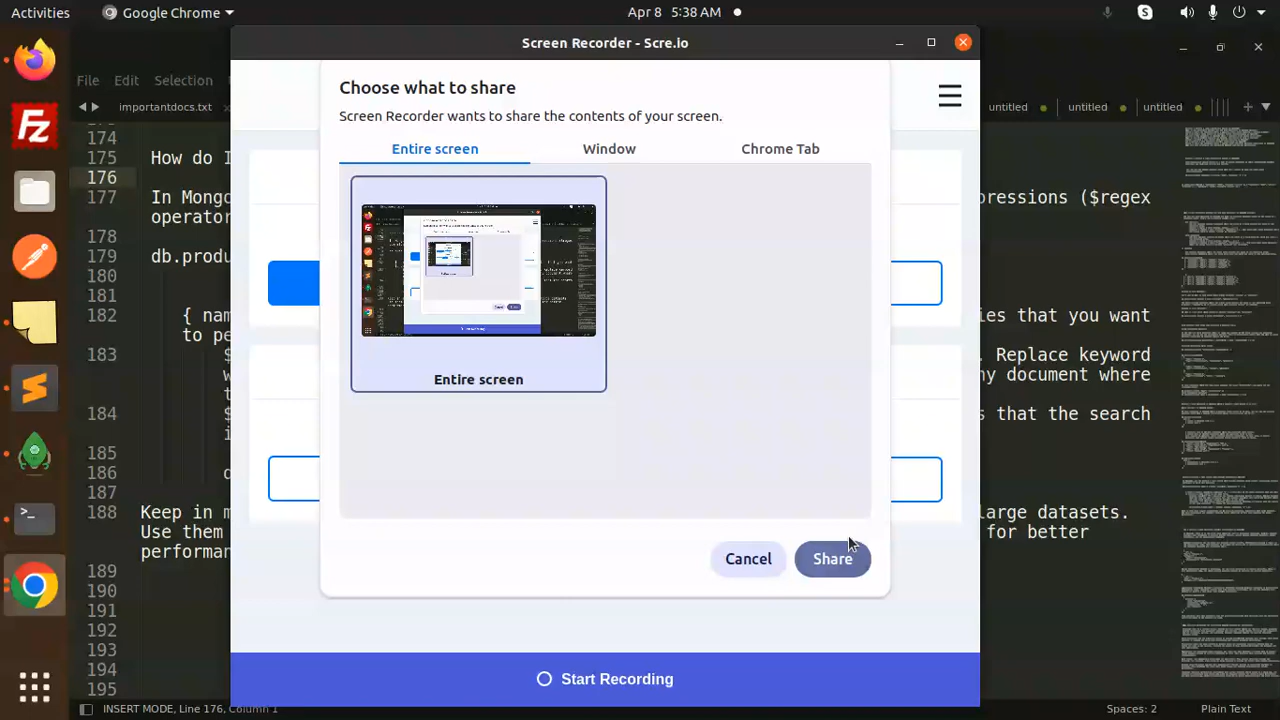 Activities
Google Chrome
Apr 8 5:38 AM
Screen Recorder - Scre.io
File Edit Selection
importantdocs.txt
untitled
untitled
untitled
Choose what to share
Screen Recorder wants to share the contents of your screen.
Entire screen
Window
Chrome Tab
Entire screen
Cancel
Share
Start Recording
174
175 How do I
176
177 In Mong
pressions ($regex
operator
178
179 db.produ
180
181
182 { nam
ies that you want
to pe
183 $
. Replace keyword
w
ny document where
t
184 $
s that the search
i
185
186 d
187
188 Keep in m
large datasets.
Use them
for better
performan
189
190
191
192
193
194
195
INSERT MODE, Line 176, Column 1
Spaces: 2
Plain Text